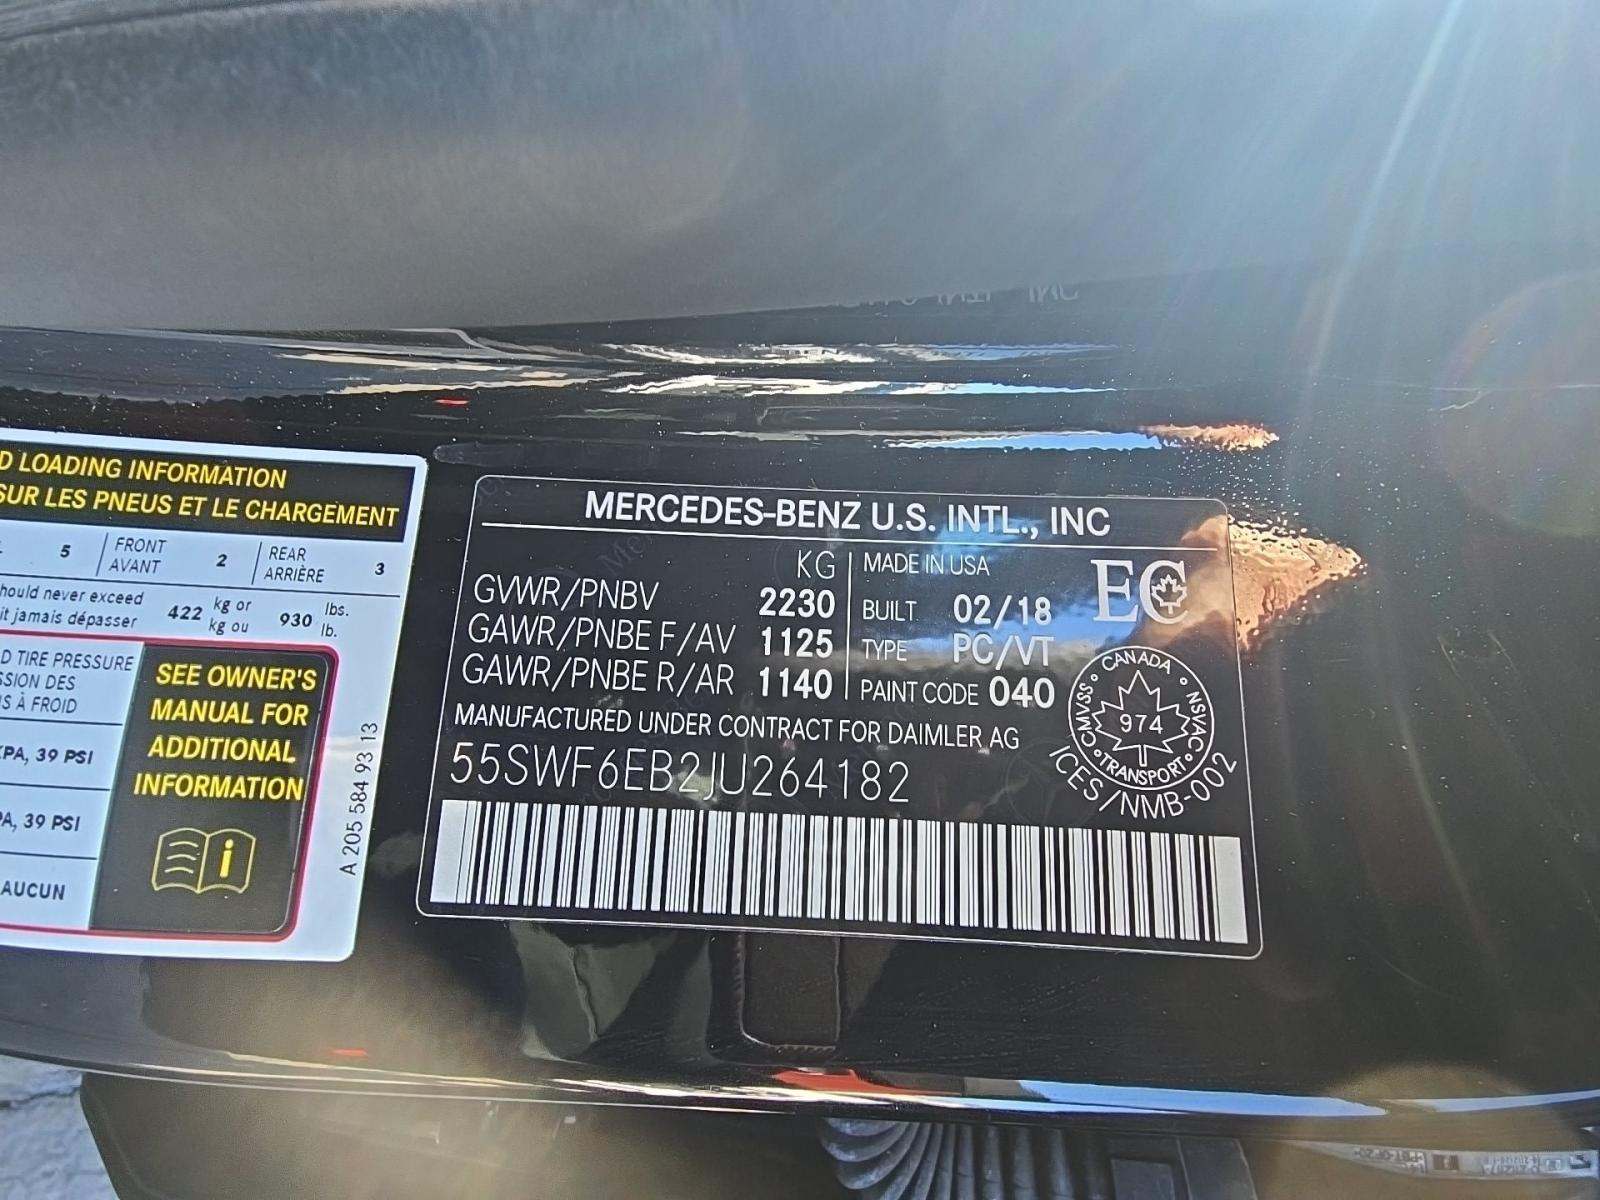 D LOADING INFORMATION
SUR LES PNEUS ET LE CHARGEMENT
5
FRONT
AVANT
2
REAR
ARRIÈRE
3
hould never exceed
it jamais dépasser
422
kg or
kg ou
930
lbs.
lb.
D TIRE PRESSURE
SSION DES
S À FROID
KPA, 39 PSI
PA, 39 PSI
AUCUN
SEE OWNER'S
MANUAL FOR
ADDITIONAL
INFORMATION
i
A 205 584 93 13
MERCEDES-BENZ U.S. INTL., INC
KG
GVWR/PNBV 2230
GAWR/PNBE F/AV 1125
GAWR/PNBE R/AR 1140
MADE IN USA
BUILT 02/18
TYPE PC/VT
PAINT CODE 040
EC
MANUFACTURED UNDER CONTRACT FOR DAIMLER AG
55SWF6EB2JU264182
CANADA
NSVAC
TRANSPORT
CMVSS
974
ICES/NMB-002